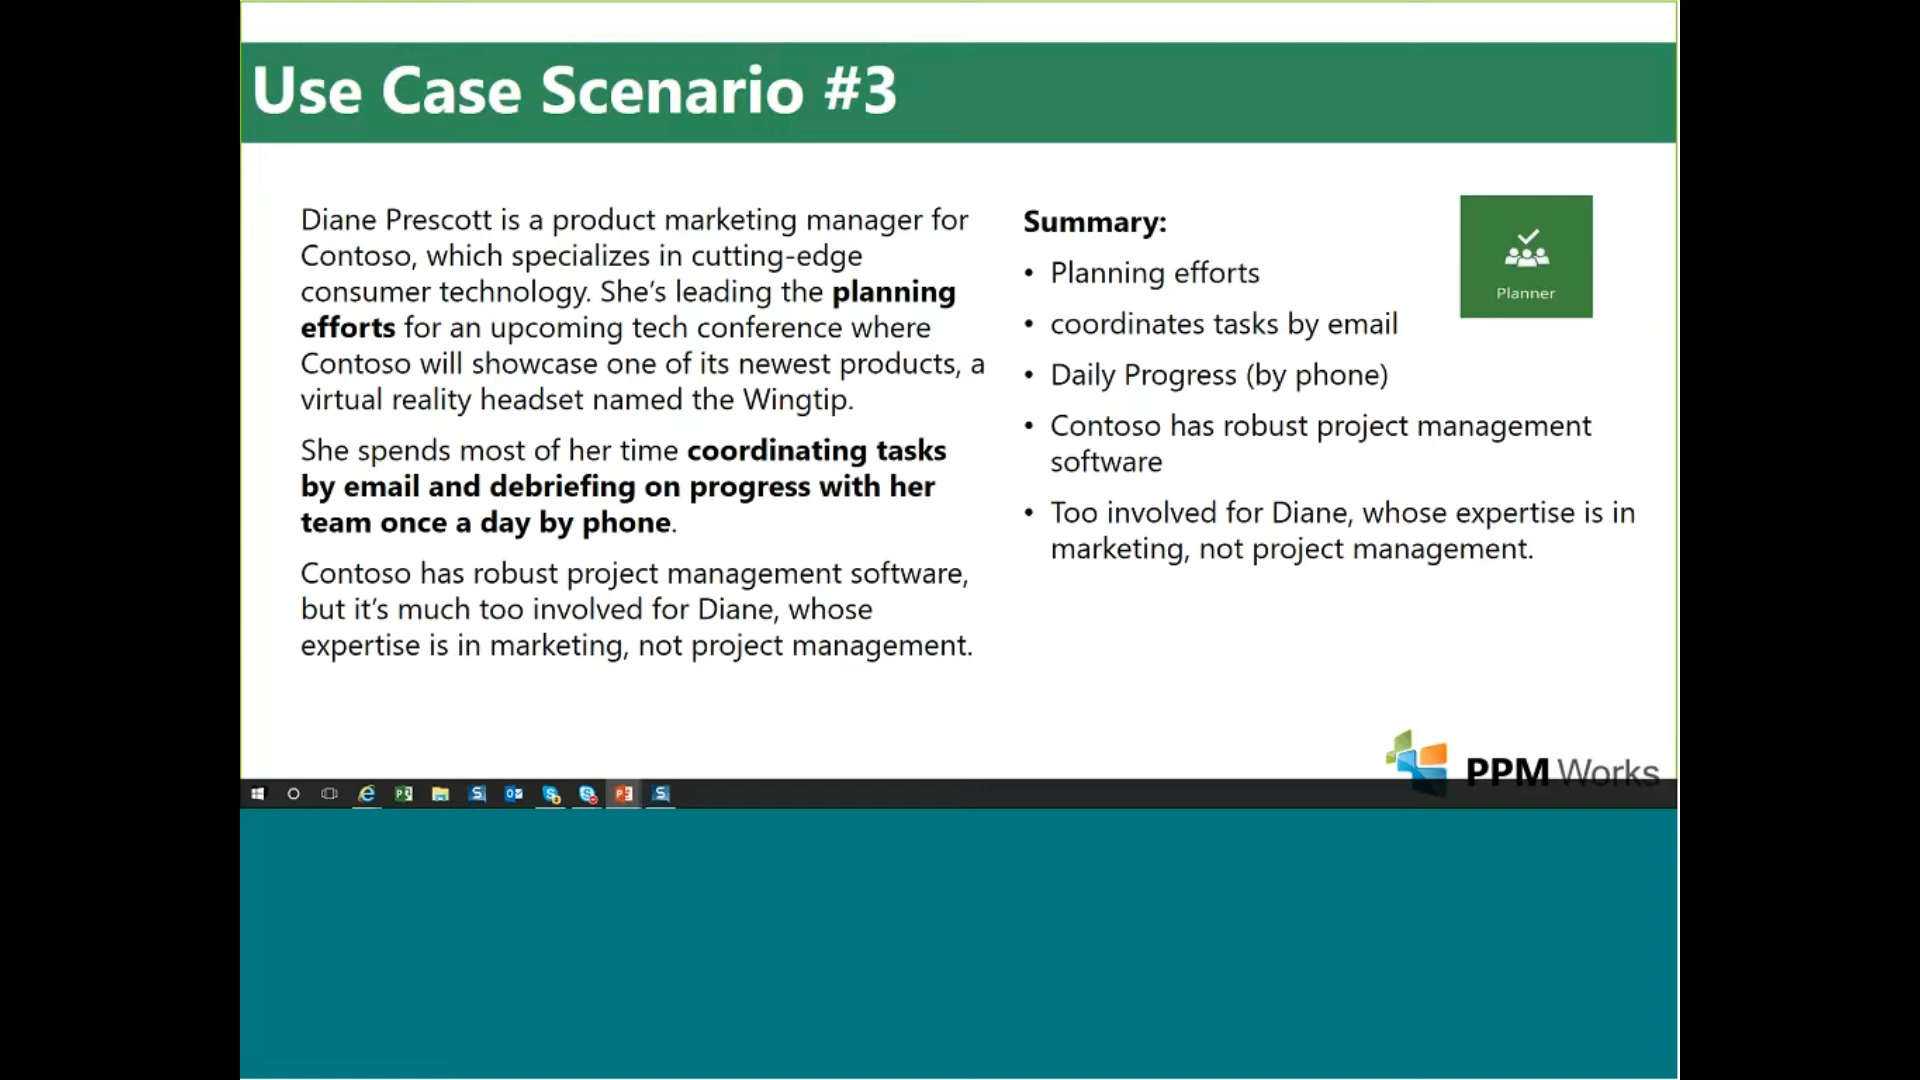 Use Case Scenario #3
Diane Prescott is a product marketing manager for
Contoso, which specializes in cutting-edge
consumer technology. She’s leading the planning
efforts for an upcoming tech conference where
Contoso will showcase one of its newest products, a
virtual reality headset named the Wingtip.
She spends most of her time coordinating tasks
by email and debriefing on progress with her
team once a day by phone.
Contoso has robust project management software,
but it’s much too involved for Diane, whose
expertise is in marketing, not project management.
Summary:
• Planning efforts
• coordinates tasks by email
• Daily Progress (by phone)
• Contoso has robust project management
software
• Too involved for Diane, whose expertise is in
marketing, not project management.
Planner
PPM Works